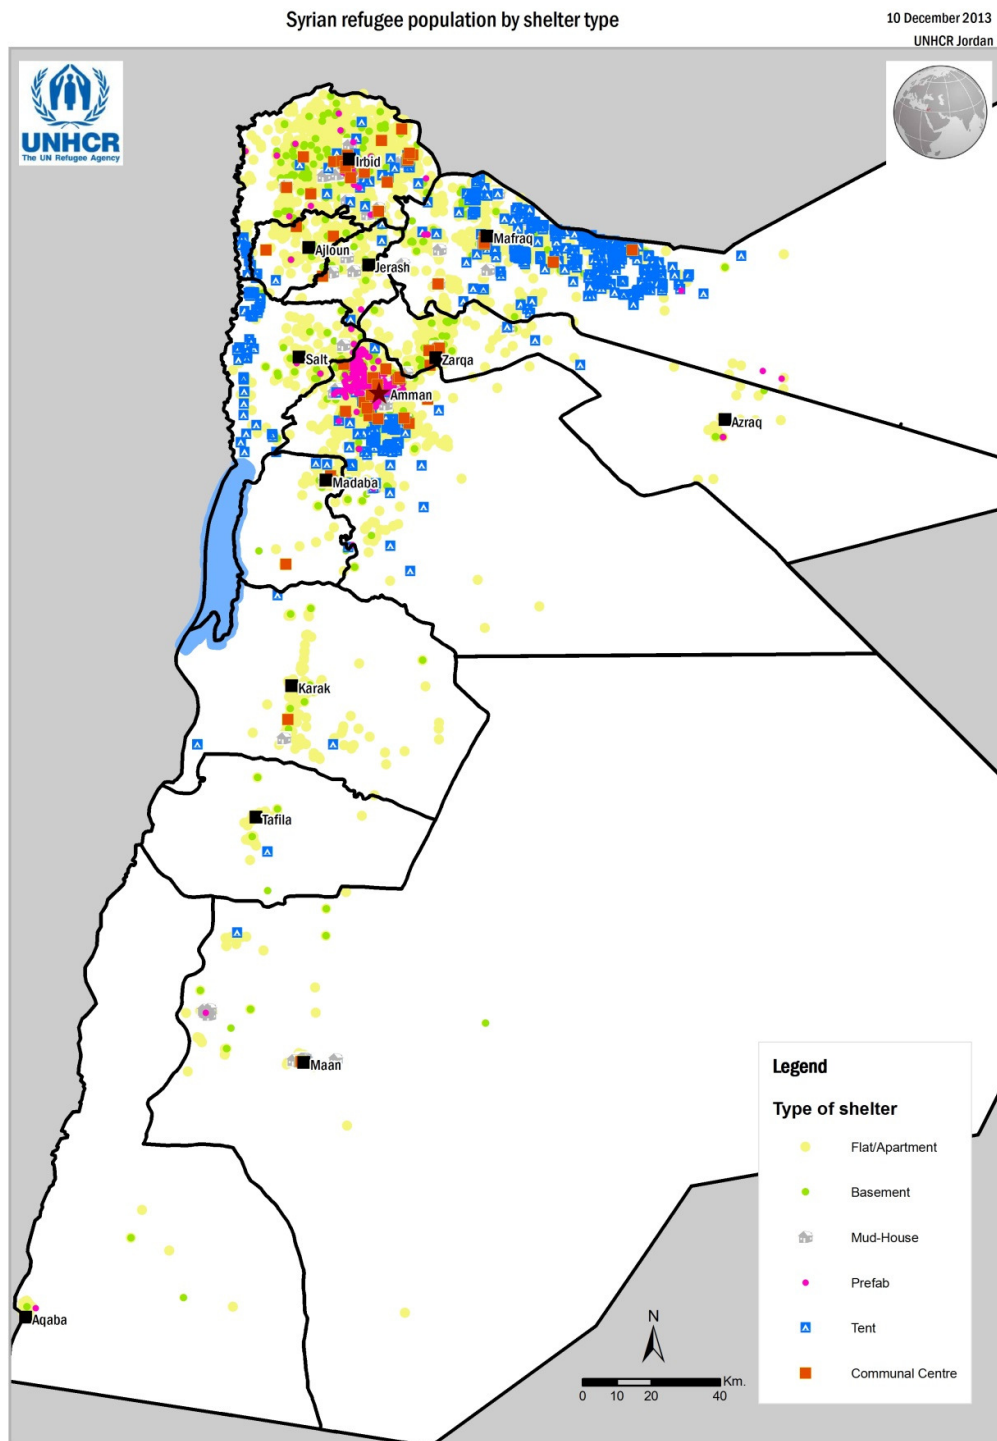 Syrian refugee population by shelter type
10 December 2013
UNHCR Jordan
UNHCR
The UN Refugee Agency
Irbid
Mafraq
Ajloun
Jerash
Salt
Zarqa
Amman
Azraq
Madaba
Karak
Tafila
Maan
Aqaba
Legend
Type of shelter
Flat/Apartment
Basement
Mud-House
Prefab
Tent
Communal Centre
N
Km.
0 10 20 40